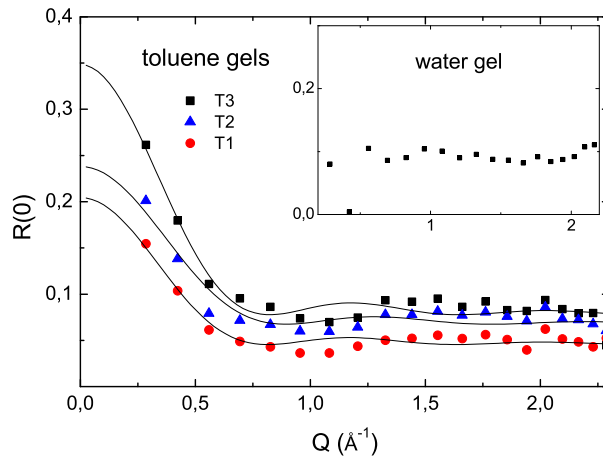 0,4
0,3
0,2
0,1
0,0
R(0)
toluene gels
T3
T2
T1
water gel
0,2
0,0
1
2
0,0
0,5
1,0
1,5
2,0
Q (Å⁻¹)